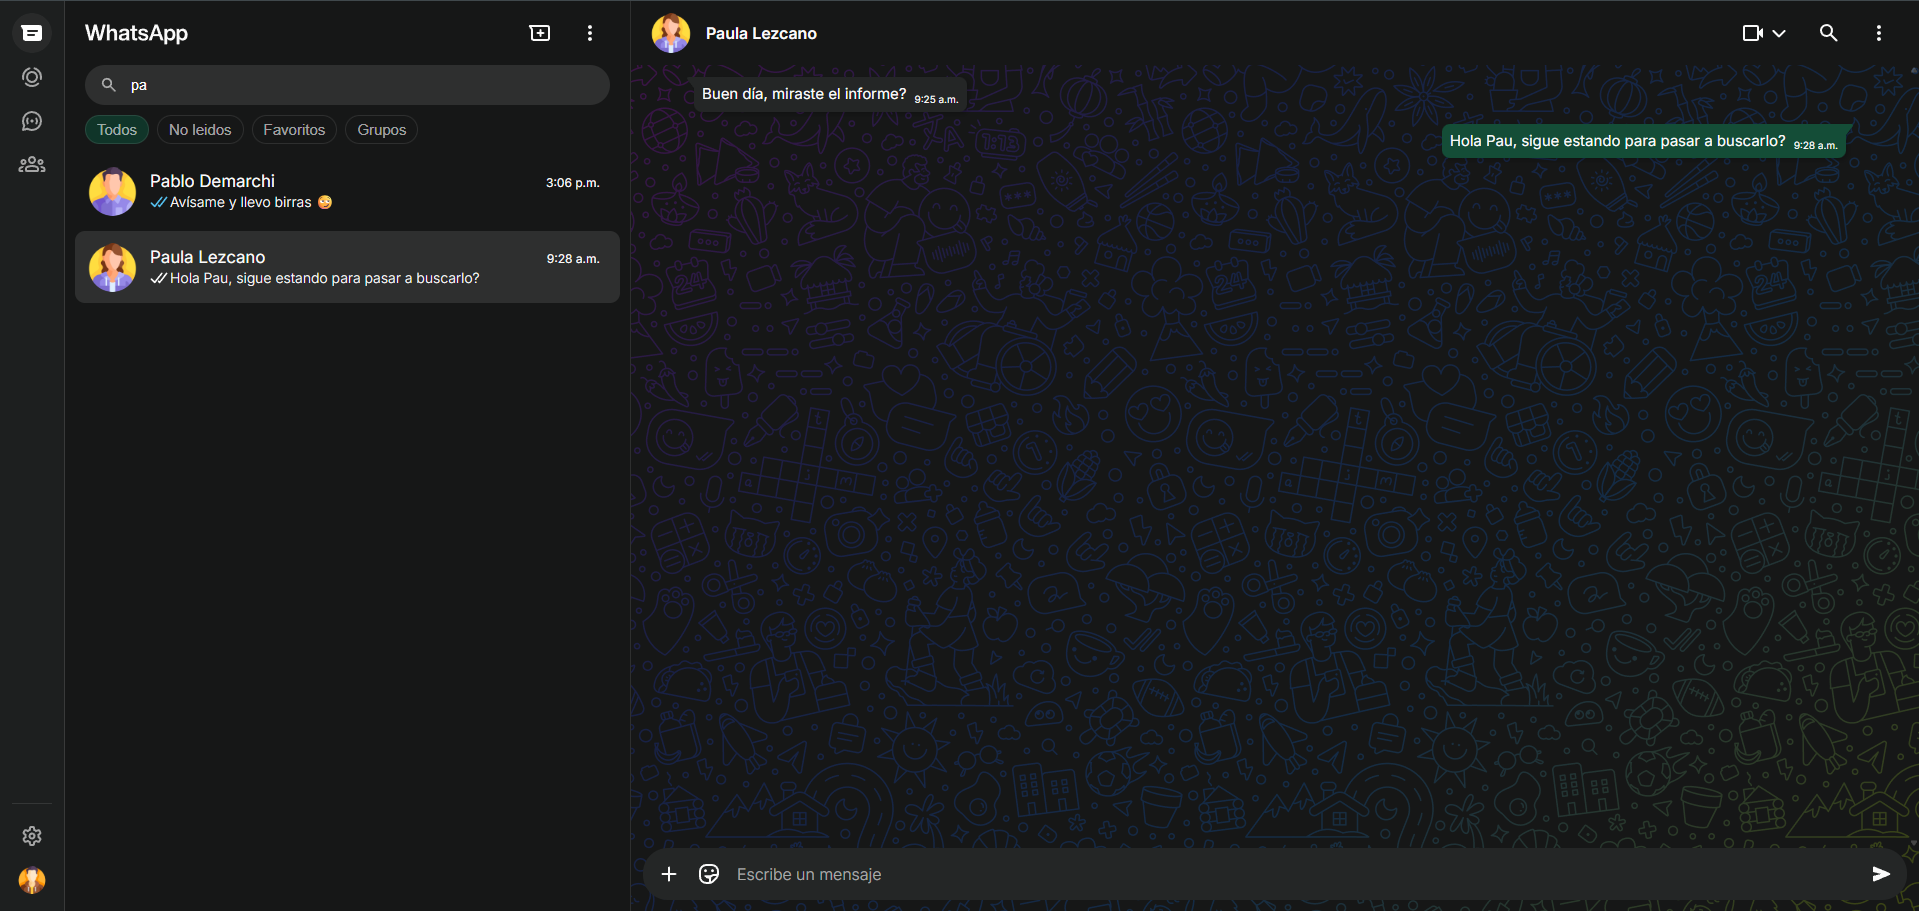 WhatsApp
pa
Todos
No leidos
Favoritos
Grupos
Pablo Demarchi
3:06 p.m.
Avísame y llevo birras 🤪
Paula Lezcano
9:28 a.m.
Hola Pau, sigue estando para pasar a buscarlo?
Paula Lezcano
Buen día, miraste el informe? 9:25 a.m.
Hola Pau, sigue estando para pasar a buscarlo? 9:28 a.m.
Escribe un mensaje